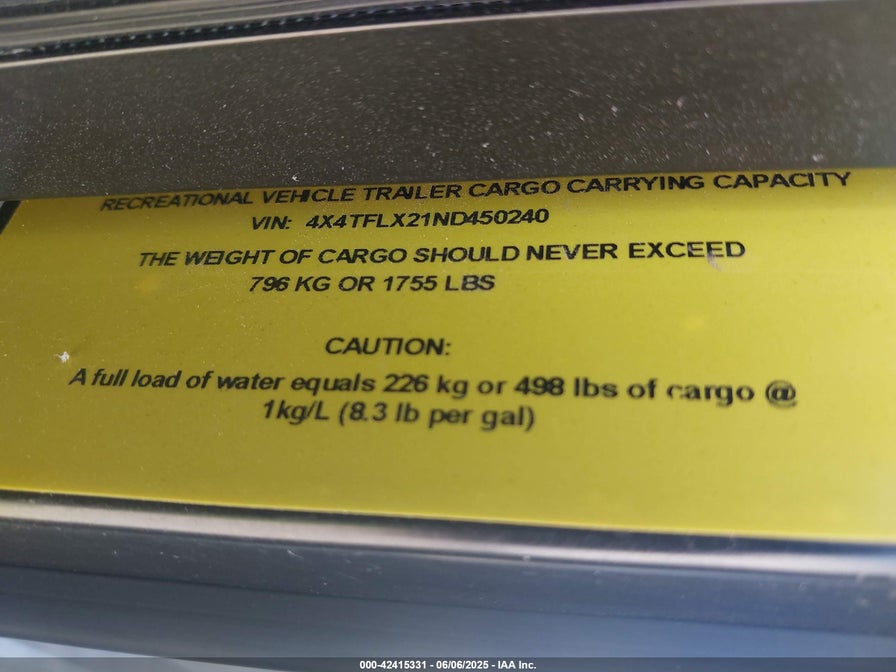 RECREATIONAL VEHICLE TRAILER CARGO CARRYING CAPACITY
VIN: 4X4TFLX21ND450240
THE WEIGHT OF CARGO SHOULD NEVER EXCEED
796 KG OR 1755 LBS
CAUTION:
A full load of water equals 226 kg or 498 lbs of cargo @
1kg/L (8.3 lb per gal)
000-42415331 - 06/06/2025 - IAA Inc.